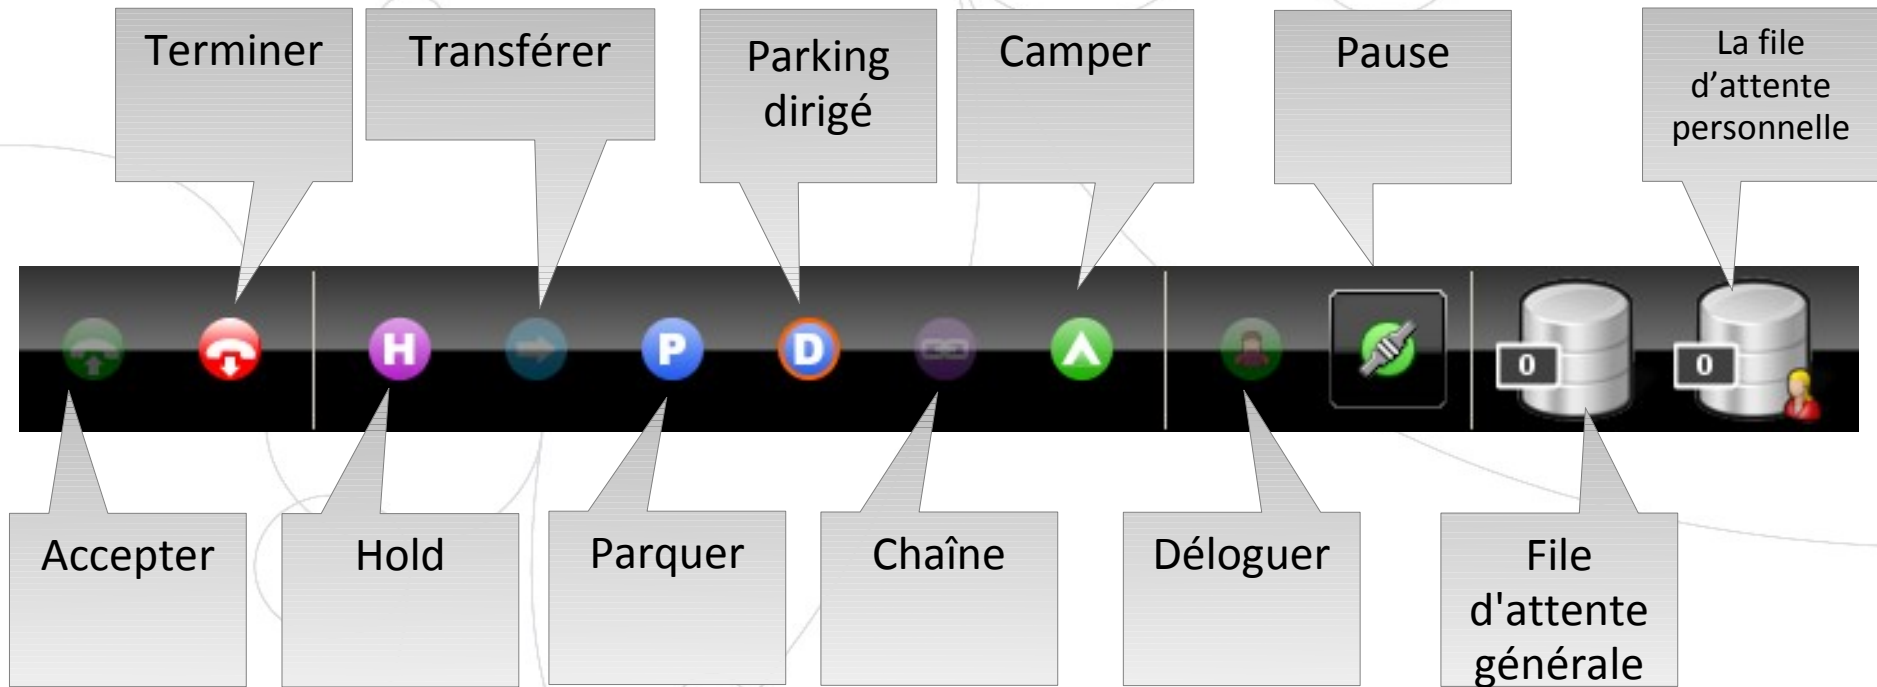 Terminer
Transférer
Parking
dirigé
Camper
Pause
La file
d’attente
personnelle
H
P
D
0
0
Accepter
Hold
Parquer
Chaîne
Déloguer
File
d'attente
générale